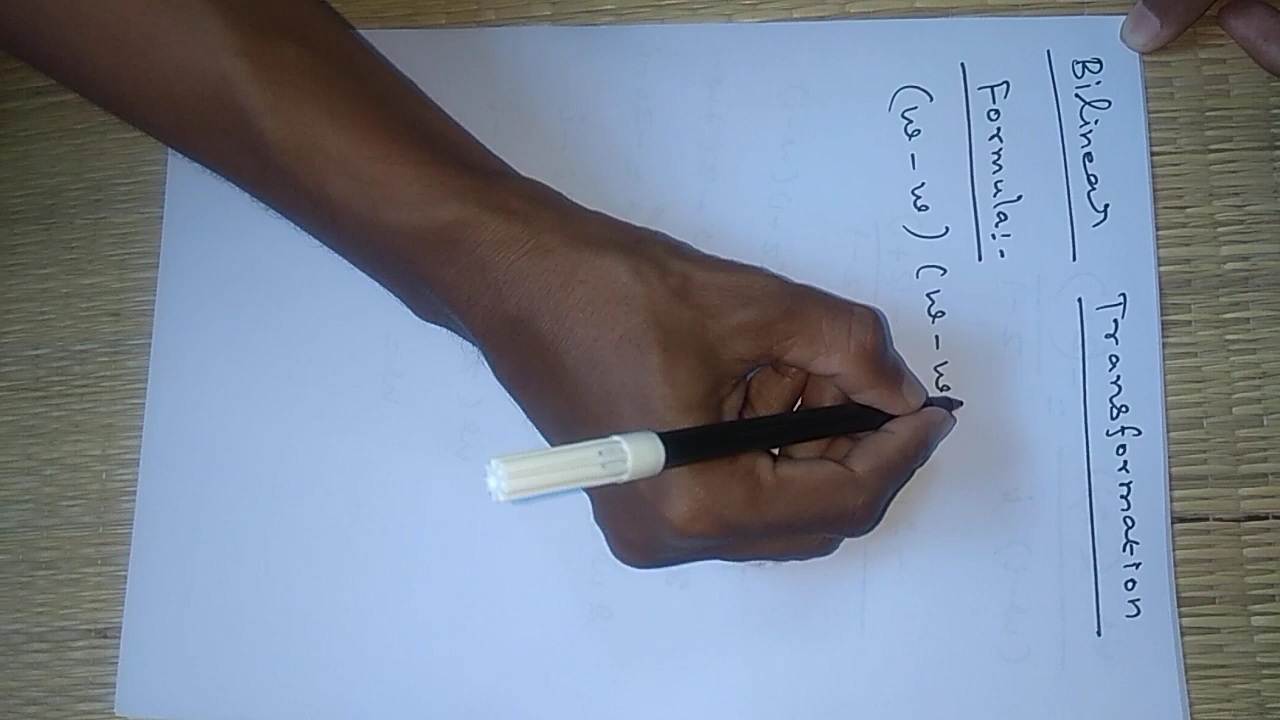 Bilinear Transformation
Formula:-
(w - w) (w - w